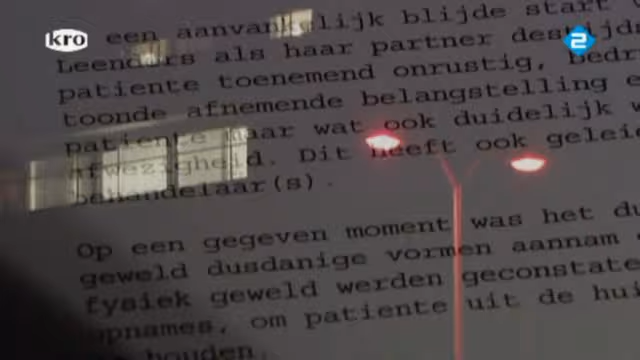 kro
2
een aanvankelijk blijde start
Leenders als haar partner destijds
patiente toenemend onrustig,
toonde afnemende belangstelling
patiente maar wat ook duidelijk
afwezigheid. Dit heeft ook
behandelaar(s).
Op een gegeven moment was het
geweld dusdanige vormen aannam
fysiek geweld werden
opnames, om patiente uit de
houden.